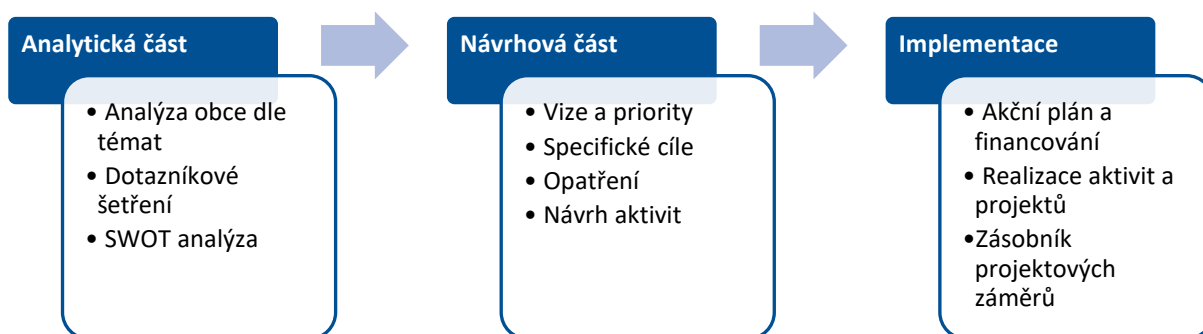 Analytická část
• Analýza obce dle
témat
• Dotazníkové
šetření
• SWOT analýza
Návrhová část
• Vize a priority
• Specifické cíle
• Opatření
• Návrh aktivit
Implementace
• Akční plán a
financování
• Realizace aktivit a
projektů
•Zásobník
projektových
záměrů